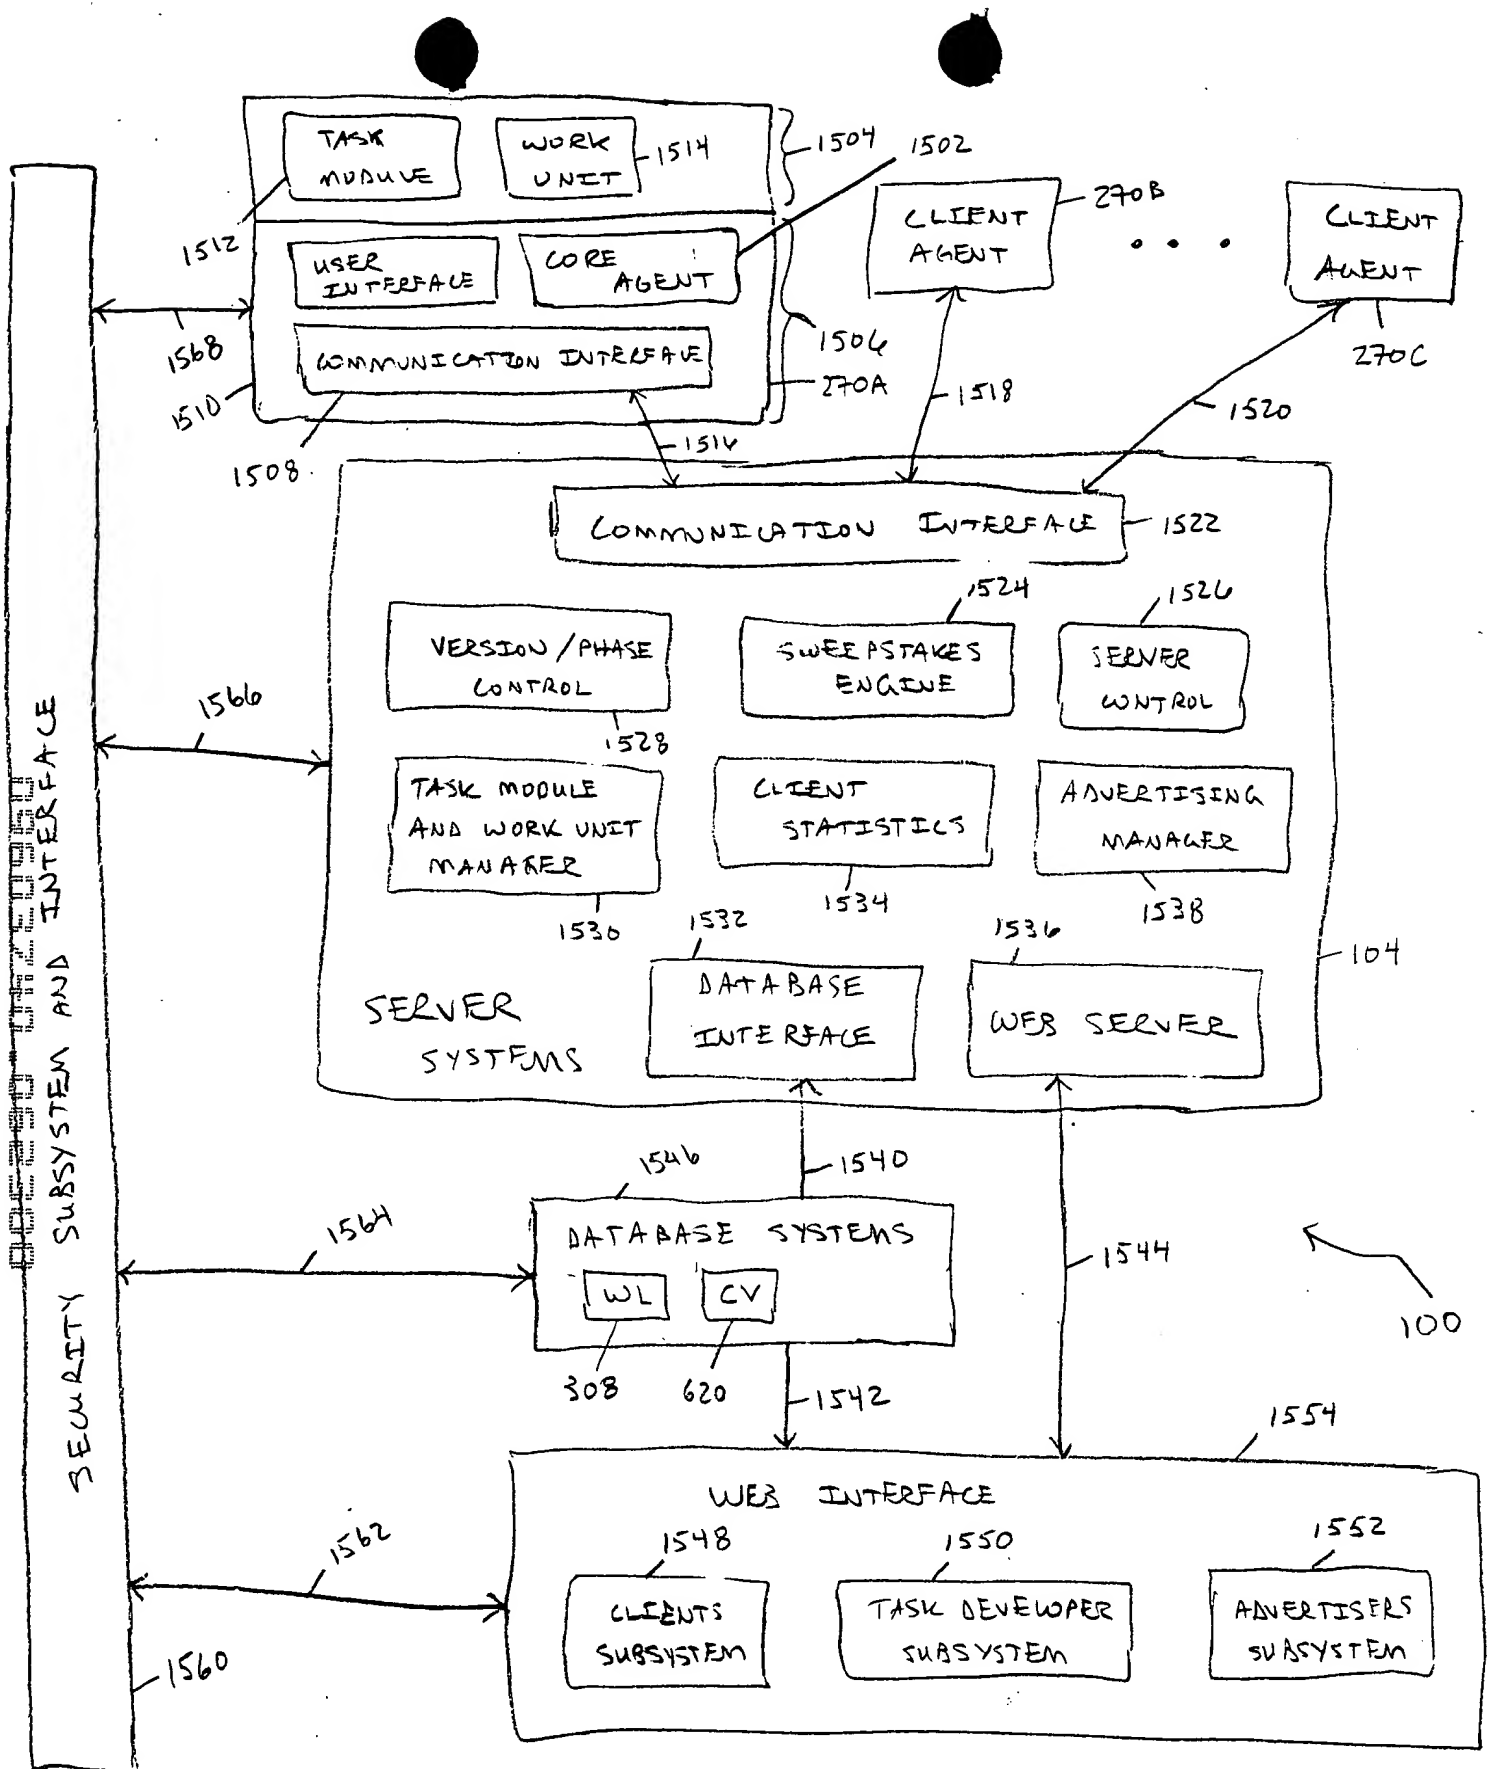 TASK
MODULE
WORK
UNIT
1514
1504
1502
1512
USER
INTERFACE
CORE
AGENT
1506
COMMUNICATION INTERFACE
270A
1510
1508
1568
CLIENT
AGENT
270B
CLIENT
AGENT
270C
1516
1518
1520
COMMUNICATION INTERFACE
1522
VERSION/PHASE
CONTROL
1528
SWEEPSTAKES
ENGINE
1524
SERVER
CONTROL
1526
1566
TASK MODULE
AND WORK UNIT
MANAGER
1530
CLIENT
STATISTICS
1534
ADVERTISING
MANAGER
1538
SERVER
SYSTEMS
1532
DATABASE
INTERFACE
1536
WEB SERVER
104
1546
1540
DATABASE SYSTEMS
WL
CV
308
620
1564
1542
1544
100
1554
WEB INTERFACE
1548
CLIENTS
SUBSYSTEM
1550
TASK DEVELOPER
SUBSYSTEM
1552
ADVERTISERS
SUBSYSTEM
1562
1560
SECURITY SUBSYSTEM AND INTERFACE